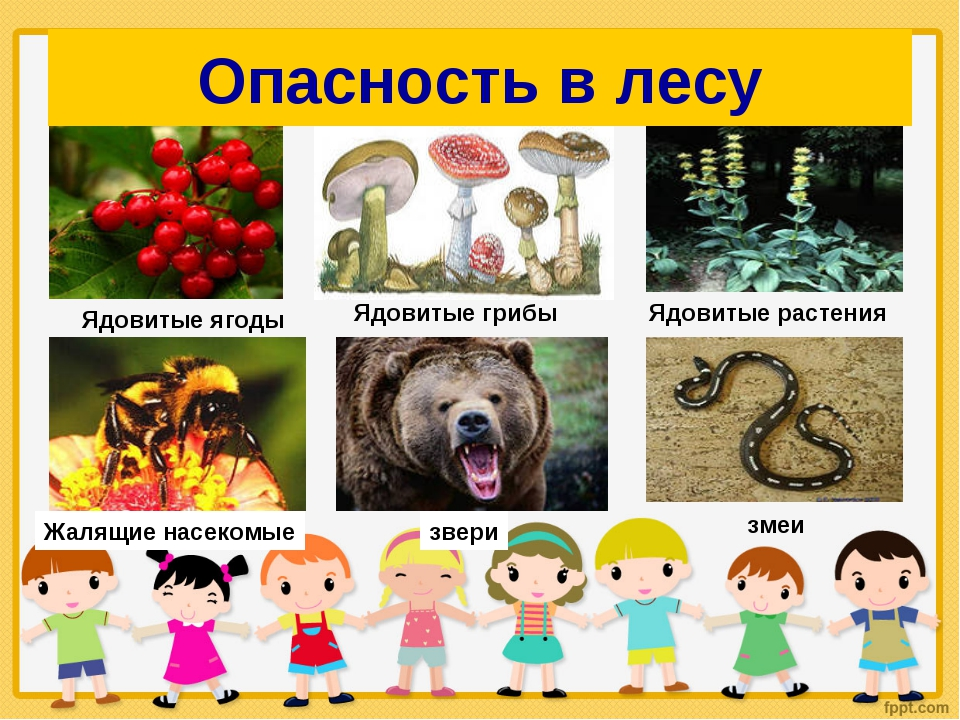 Опасность в лесу
Ядовитые ягоды
Ядовитые грибы
Ядовитые растения
Жалящие насекомые
звери
змеи
fppt.com